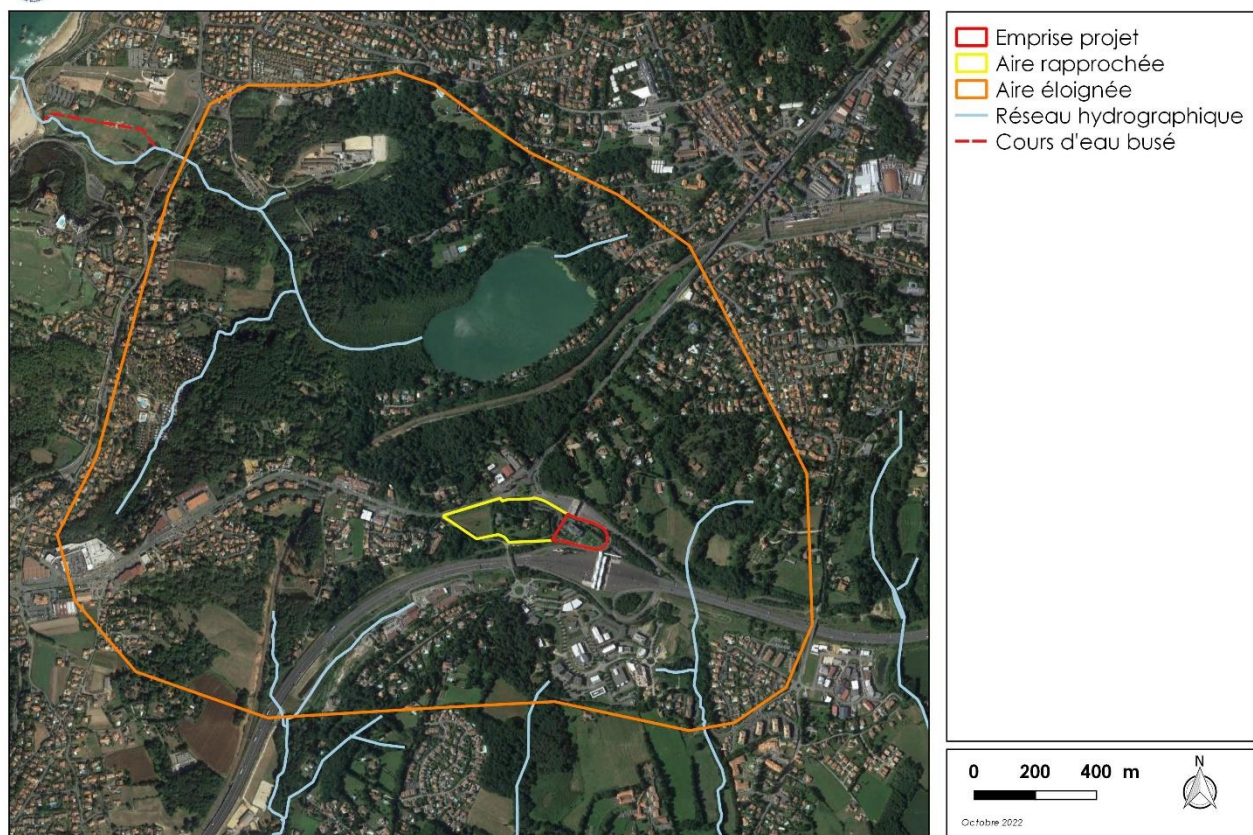 Emprise projet
Aire rapprochée
Aire éloignée
Réseau hydrographique
Cours d'eau busé
0 200 400 m
N
Octobre 2022